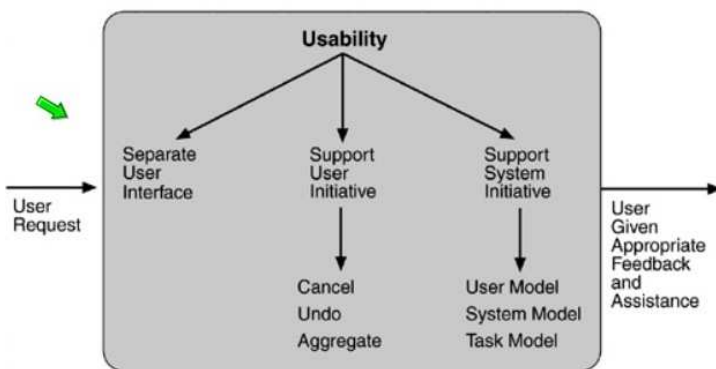 Usability
Separate
User
Interface
Support
User
Initiative
Support
System
Initiative
User
Request
User
Given
Appropriate
Feedback
and
Assistance
Cancel
Undo
Aggregate
User Model
System Model
Task Model